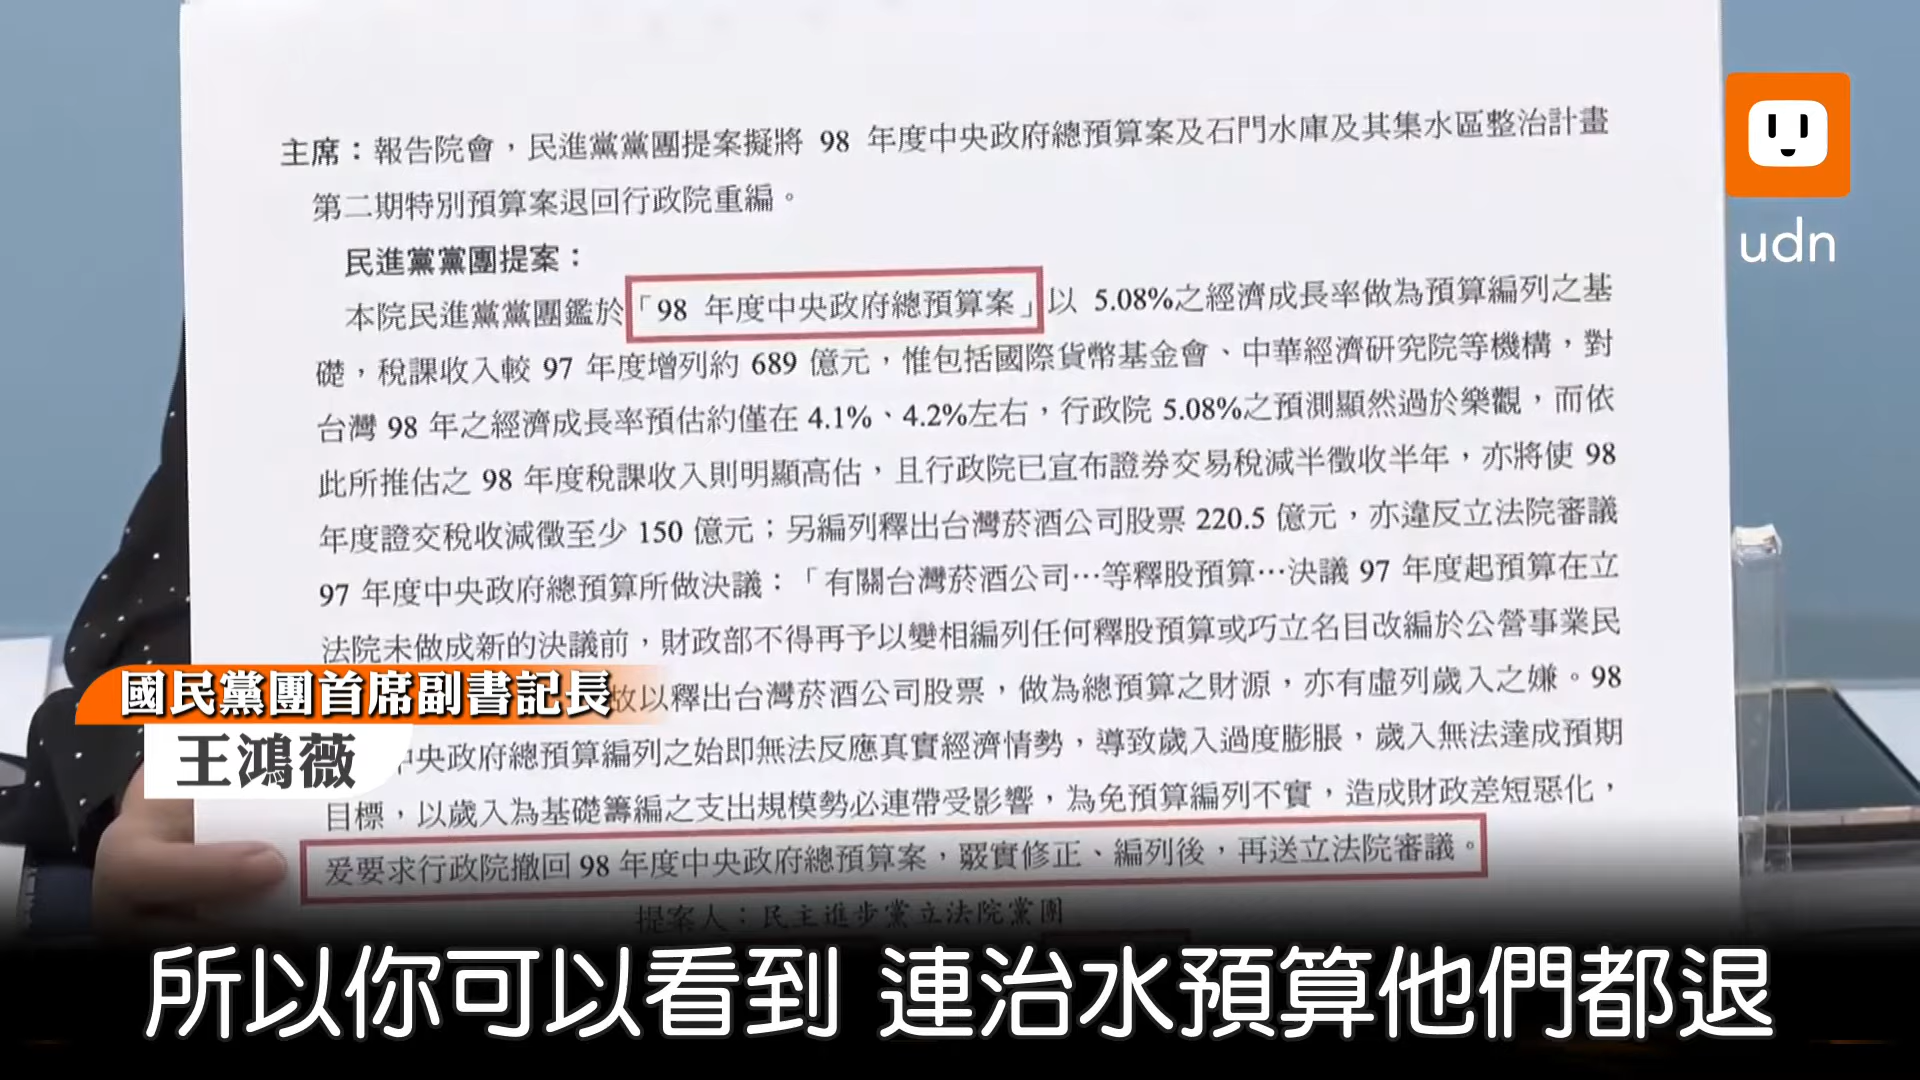 主席：報告院會，民進黨黨團提案擬將 98 年度中央政府總預算案及石門水庫及其集水區整治計畫
第二期特別預算案退回行政院重編。
民進黨黨團提案：
本院民進黨黨團鑑於「98 年度中央政府總預算案」以 5.08%之經濟成長率做為預算編列之基
礎，稅課收入較 97 年度增列約 689 億元，惟包括國際貨幣基金會、中華經濟研究院等機構，對
台灣 98 年之經濟成長率預估約僅在 4.1%、4.2%左右，行政院 5.08%之預測顯然過於樂觀，而依
此所推估之 98 年度稅課收入則明顯高估，且行政院已宣布證券交易稅減半徵收半年，亦將使 98
年度證交稅收減徵至少 150 億元；另編列釋出台灣菸酒公司股票 220.5 億元，亦違反立法院審議
97 年度中央政府總預算所做決議：「有關台灣菸酒公司…等釋股預算…決議 97 年度起預算在立
法院未做成新的決議前，財政部不得再予以變相編列任何釋股預算或巧立名目改編於公營事業民
故以釋出台灣菸酒公司股票，做為總預算之財源，亦有虛列歲入之嫌。98
中央政府總預算編列之始即無法反應真實經濟情勢，導致歲入過度膨脹，歲入無法達成預期
目標，以歲入為基礎籌編之支出規模勢必連帶受影響，為免預算編列不實，造成財政差短惡化，
爰要求行政院撤回 98 年度中央政府總預算案，覈實修正、編列後，再送立法院審議。
提案人：民主進步黨立法院黨團
udn
國民黨團首席副書記長
王鴻薇
所以你可以看到 連治水預算他們都退